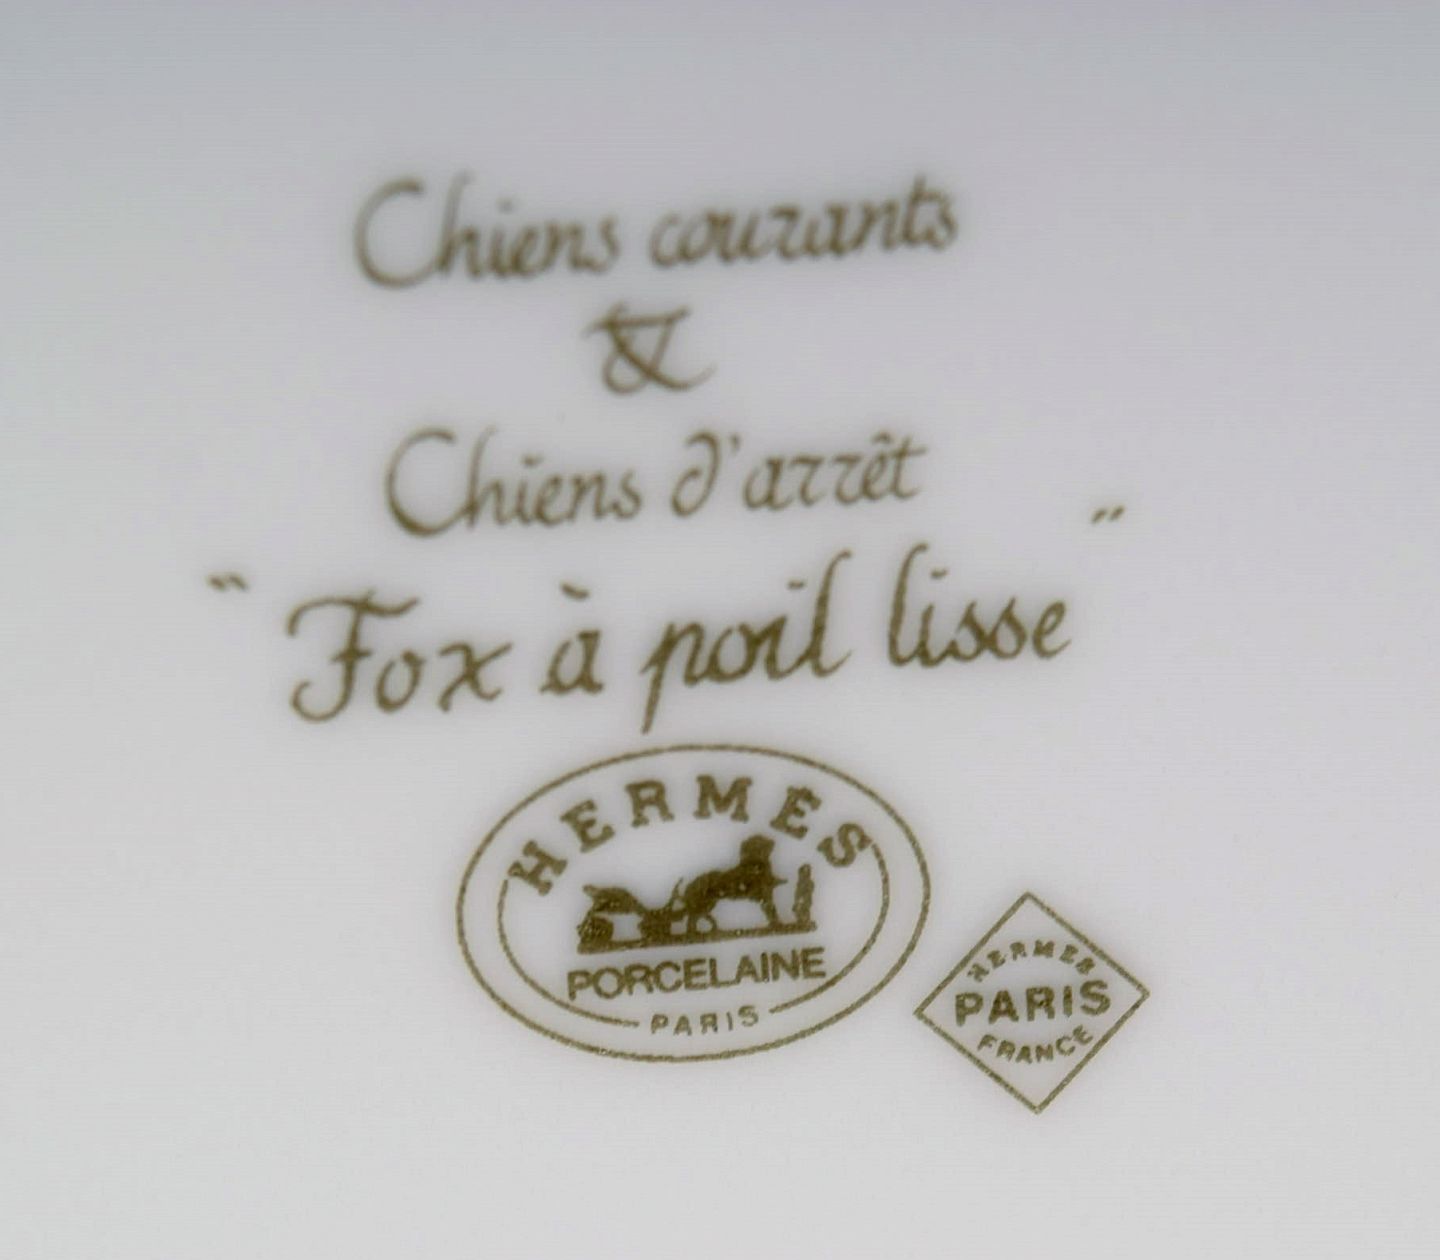 Chiens courants
&
Chiens d'arrêt
"Fox à poil lisse"
HERMES
PORCELAINE
PARIS
HERMES
PARIS
FRANCE